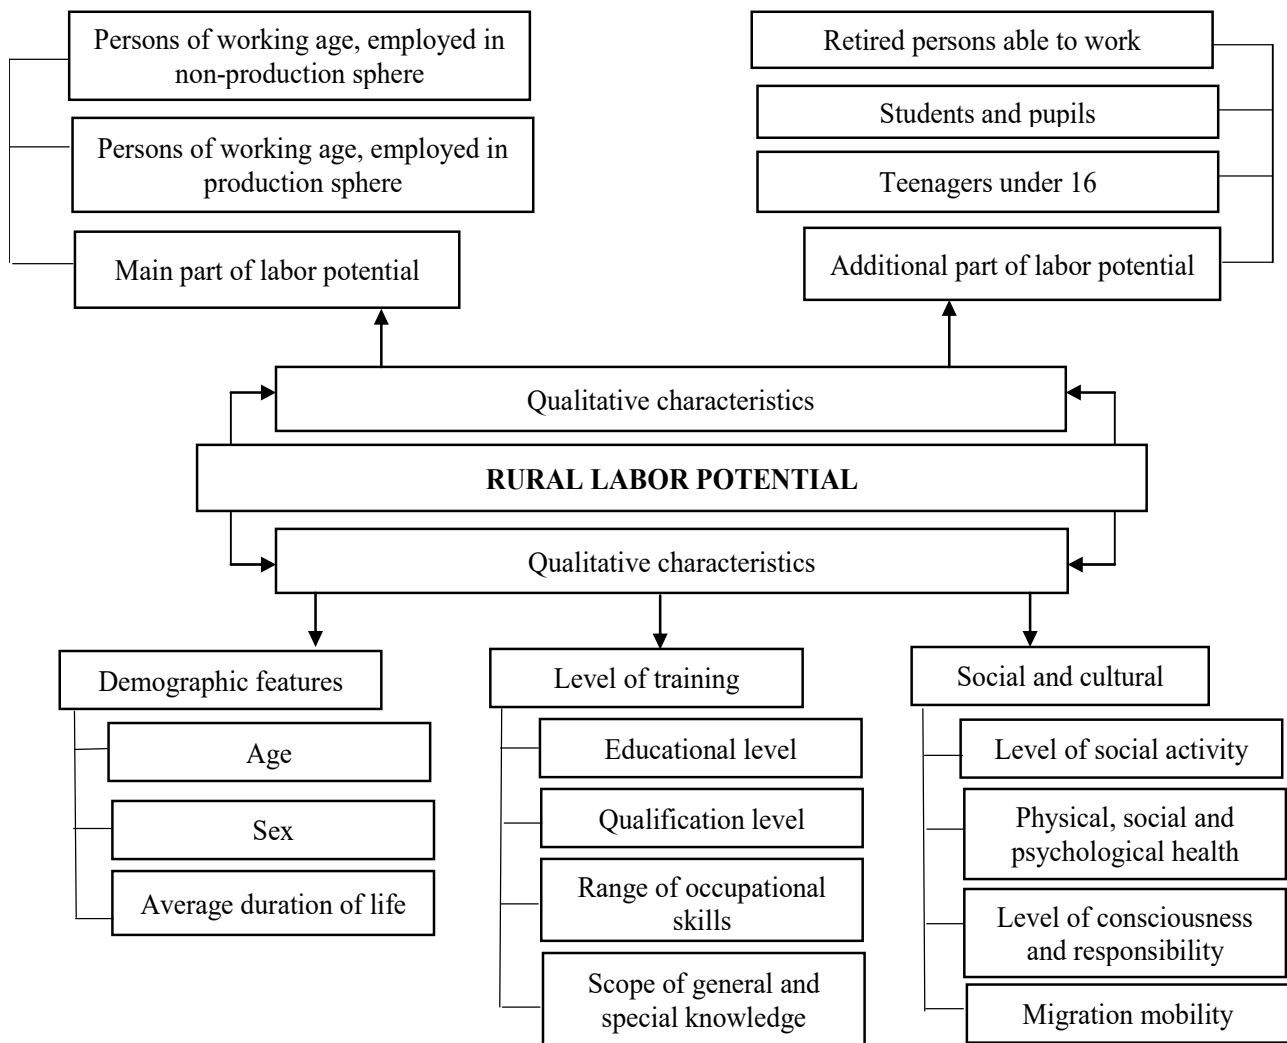 Persons of working age, employed in
non-production sphere
Persons of working age, employed in
production sphere
Main part of labor potential
Retired persons able to work
Students and pupils
Teenagers under 16
Additional part of labor potential
Qualitative characteristics
RURAL LABOR POTENTIAL
Qualitative characteristics
Demographic features
Age
Sex
Average duration of life
Level of training
Educational level
Qualification level
Range of occupational
skills
Scope of general and
special knowledge
Social and cultural
Level of social activity
Physical, social and
psychological health
Level of consciousness
and responsibility
Migration mobility